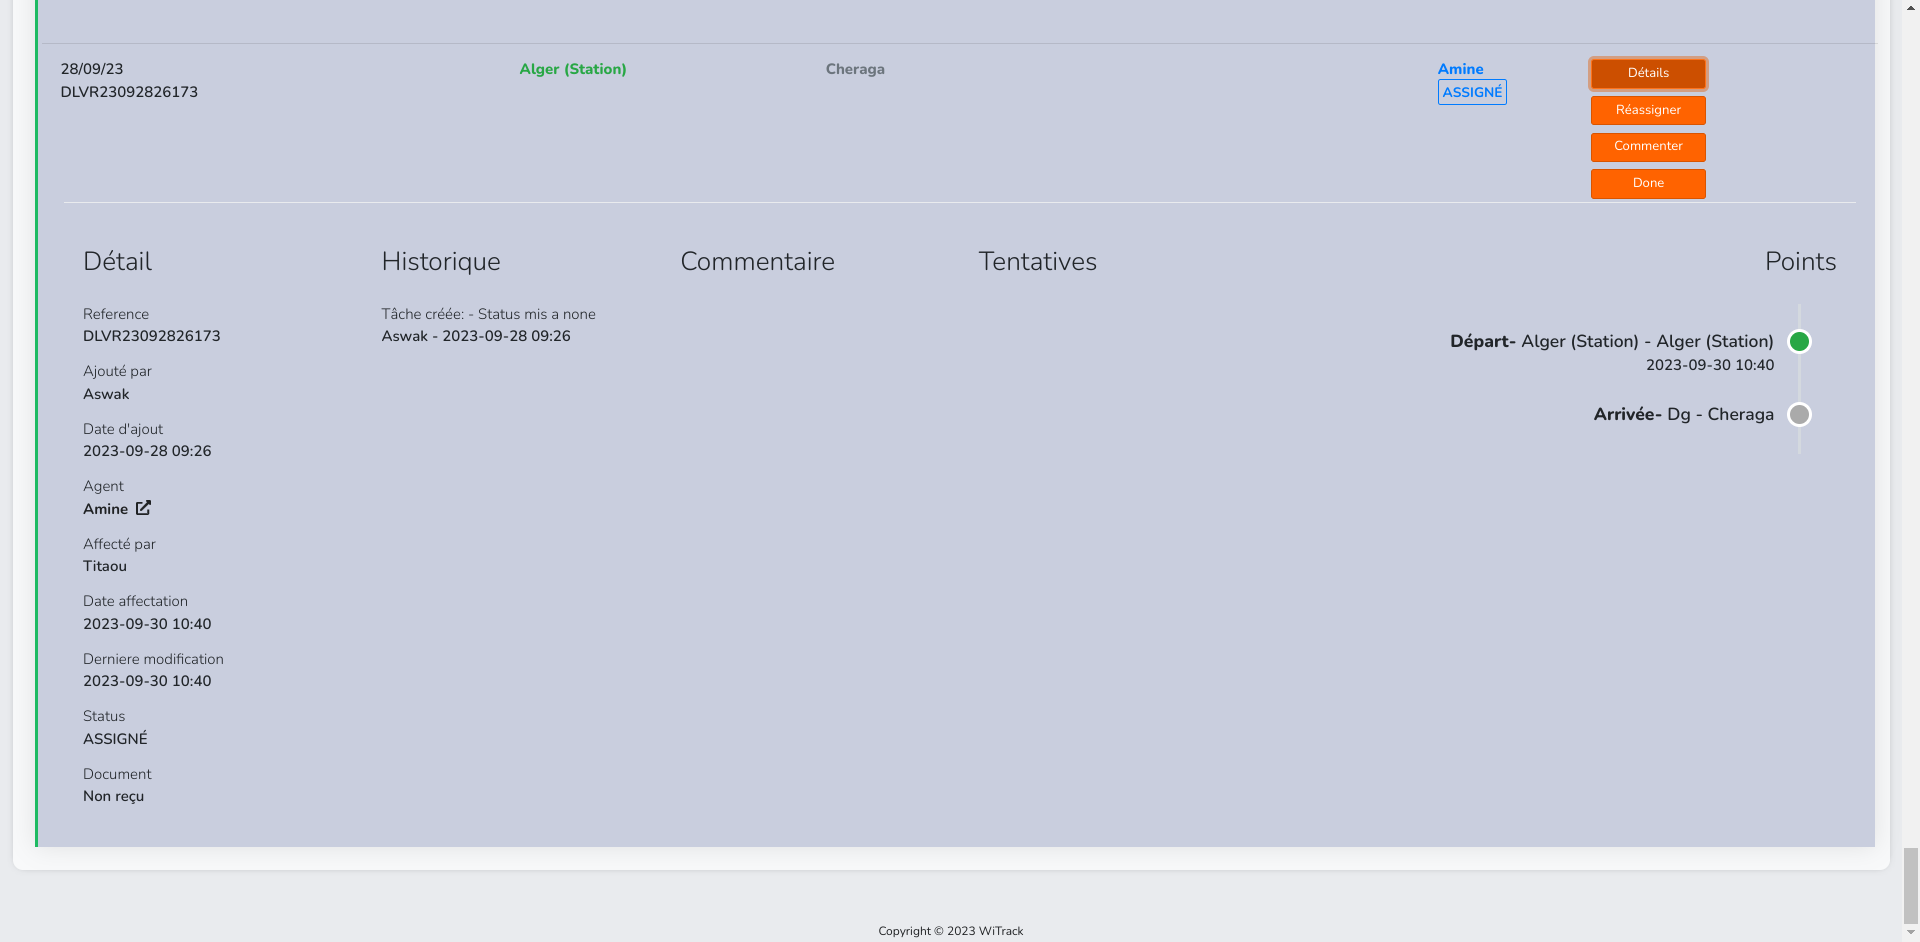 28/09/23
DLVR23092826173
Alger (Station)
Cheraga
Amine
ASSIGNÉ
Détails
Réassigner
Commenter
Done
Détail
Reference
DLVR23092826173
Ajouté par
Aswak
Date d'ajout
2023-09-28 09:26
Agent
Amine
Affecté par
Titaou
Date affectation
2023-09-30 10:40
Derniere modification
2023-09-30 10:40
Status
ASSIGNÉ
Document
Non reçu
Historique
Tâche créée: - Status mis a none
Aswak - 2023-09-28 09:26
Commentaire
Tentatives
Points
Départ- Alger (Station) - Alger (Station)
2023-09-30 10:40
Arrivée- Dg - Cheraga
Copyright © 2023 WiTrack